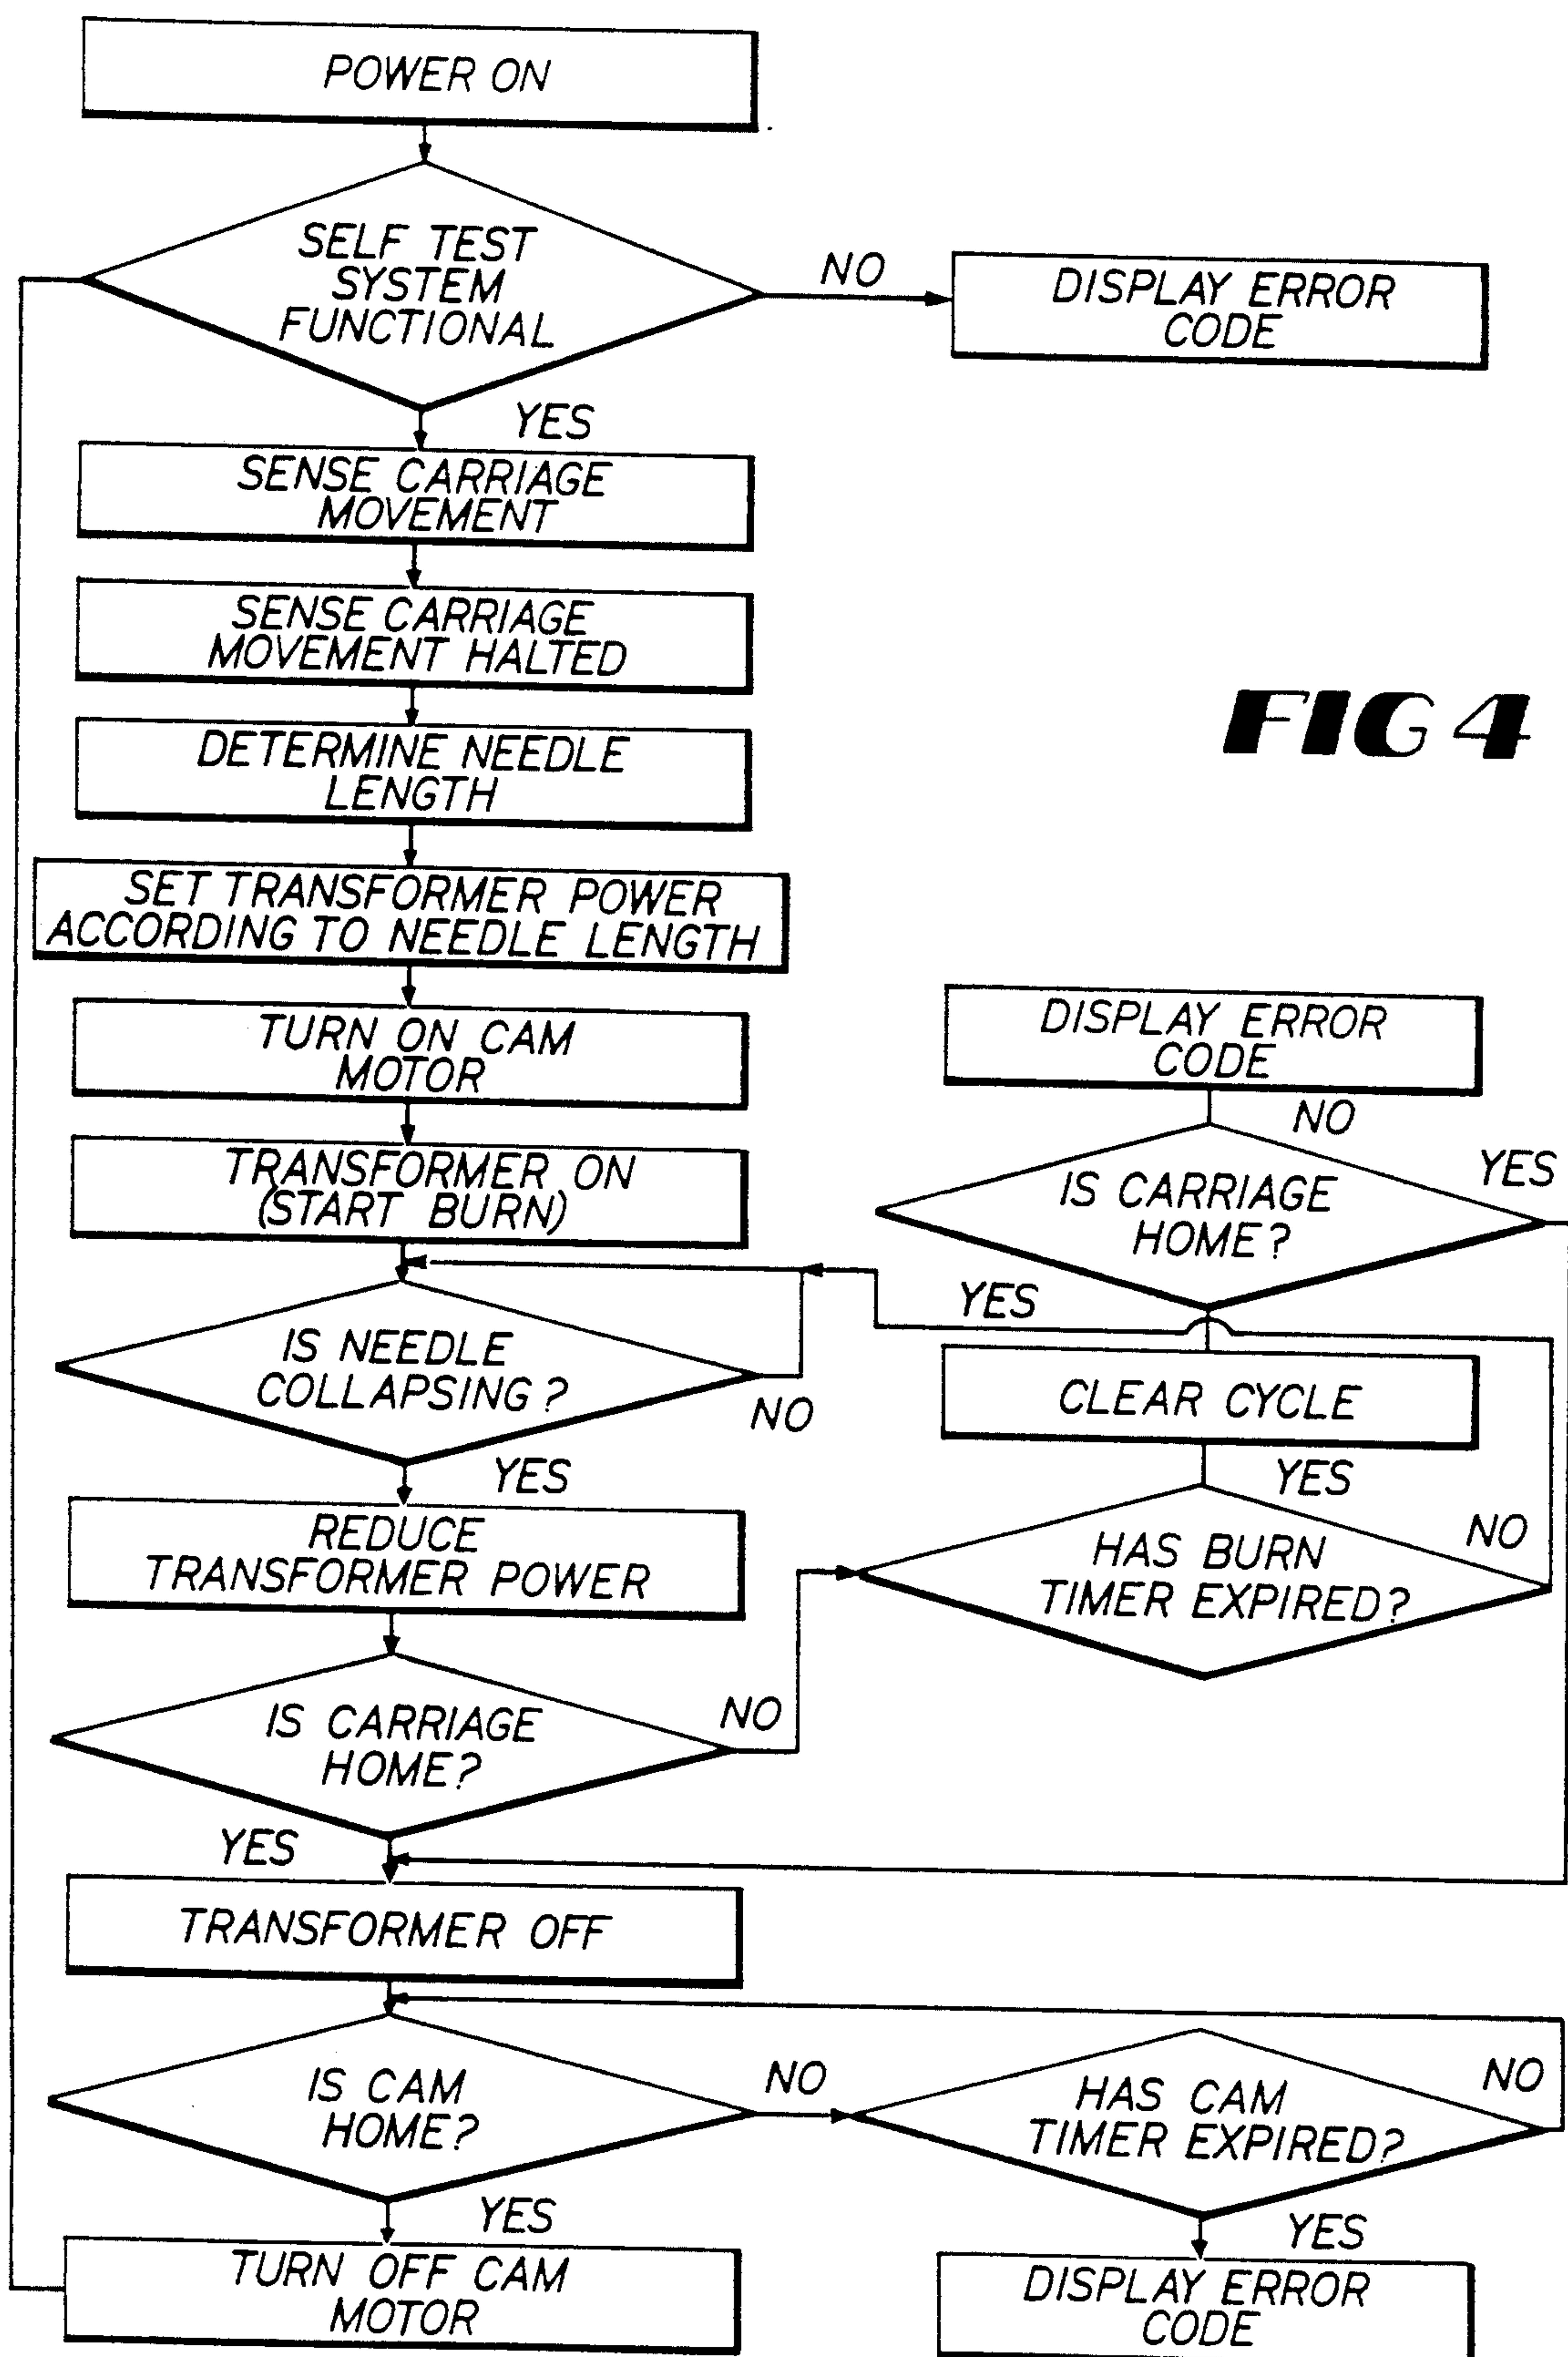 POWER ON
SELF TEST
SYSTEM
FUNCTIONAL
NO
DISPLAY ERROR
CODE
YES
SENSE CARRIAGE
MOVEMENT
SENSE CARRIAGE
MOVEMENT HALTED
FIG 4
DETERMINE NEEDLE
LENGTH
SET TRANSFORMER POWER
ACCORDING TO NEEDLE LENGTH
TURN ON CAM
MOTOR
DISPLAY ERROR
CODE
NO
TRANSFORMER ON
(START BURN)
IS CARRIAGE
HOME?
YES
YES
IS NEEDLE
COLLAPSING?
NO
CLEAR CYCLE
YES
YES
REDUCE
TRANSFORMER POWER
HAS BURN
TIMER EXPIRED?
NO
IS CARRIAGE
HOME?
NO
YES
TRANSFORMER OFF
IS CAM
HOME?
NO
HAS CAM
TIMER EXPIRED?
NO
YES
YES
TURN OFF CAM
MOTOR
DISPLAY ERROR
CODE